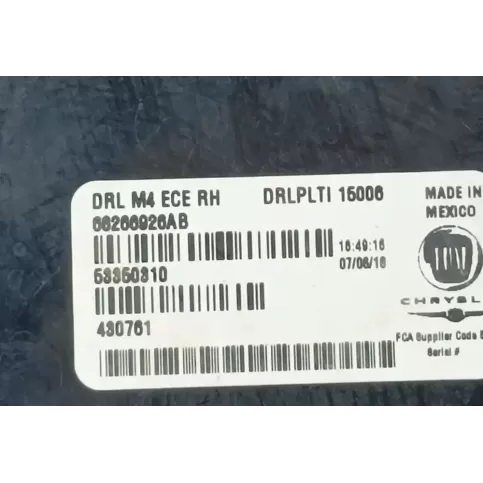 DRL M4 ECE RH DRLPLTI 15006
68266926AB
53350310
430761
16:49:16
07/06/16
MADE IN
MEXICO
CHRYSL
FCA Supplier Code
Serial #